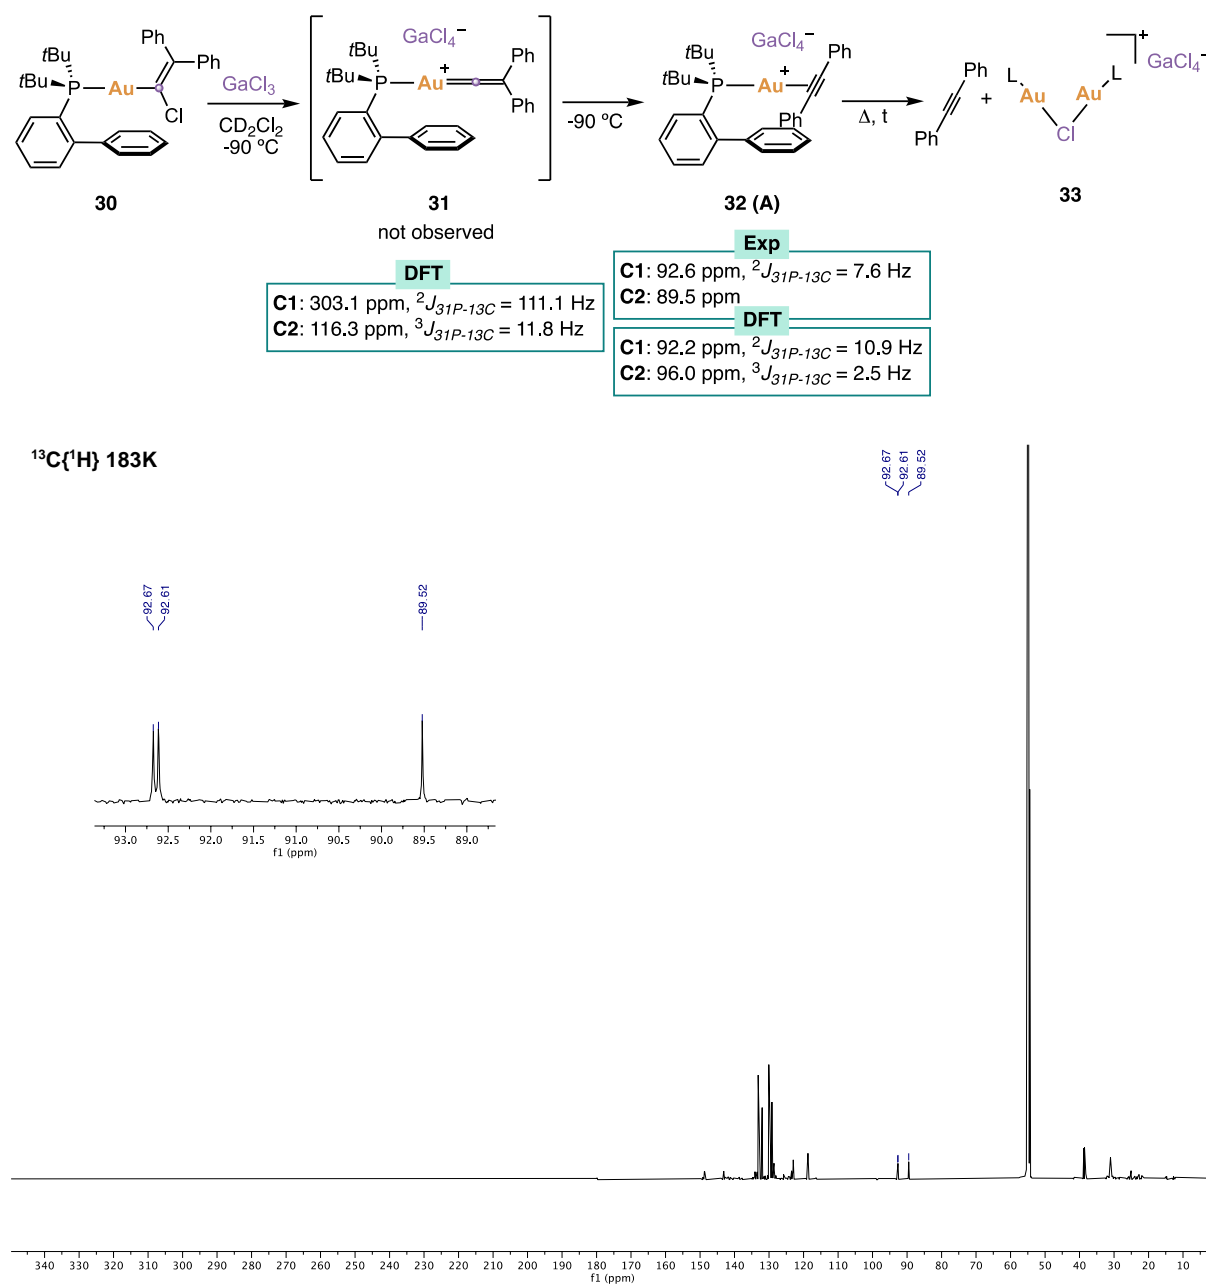 tBu
tBu
P
Au
Ph
Ph
Cl
30
GaCl3
CD2Cl2
-90 ºC
GaCl4−
tBu
tBu
P
Au
+
Ph
Ph
31
not observed
-90 ºC
GaCl4−
tBu
tBu
P
Au
+
Ph
Ph
32 (A)
Δ, t
Ph
Ph
+
L
Au
Au
L
Cl
+
GaCl4−
33
DFT
C1: 303.1 ppm, 2J31P-13C = 111.1 Hz
C2: 116.3 ppm, 3J31P-13C = 11.8 Hz
Exp
C1: 92.6 ppm, 2J31P-13C = 7.6 Hz
C2: 89.5 ppm
DFT
C1: 92.2 ppm, 2J31P-13C = 10.9 Hz
C2: 96.0 ppm, 3J31P-13C = 2.5 Hz
13C{1H} 183K
92.67
92.61
89.52
92.67
92.61
89.52
93.0 92.5 92.0 91.5 91.0 90.5 90.0 89.5 89.0
f1 (ppm)
340 330 320 310 300 290 280 270 260 250 240 230 220 210 200 190 180 170 160 150 140 130 120 110 100 90 80 70 60 50 40 30 20 10
f1 (ppm)